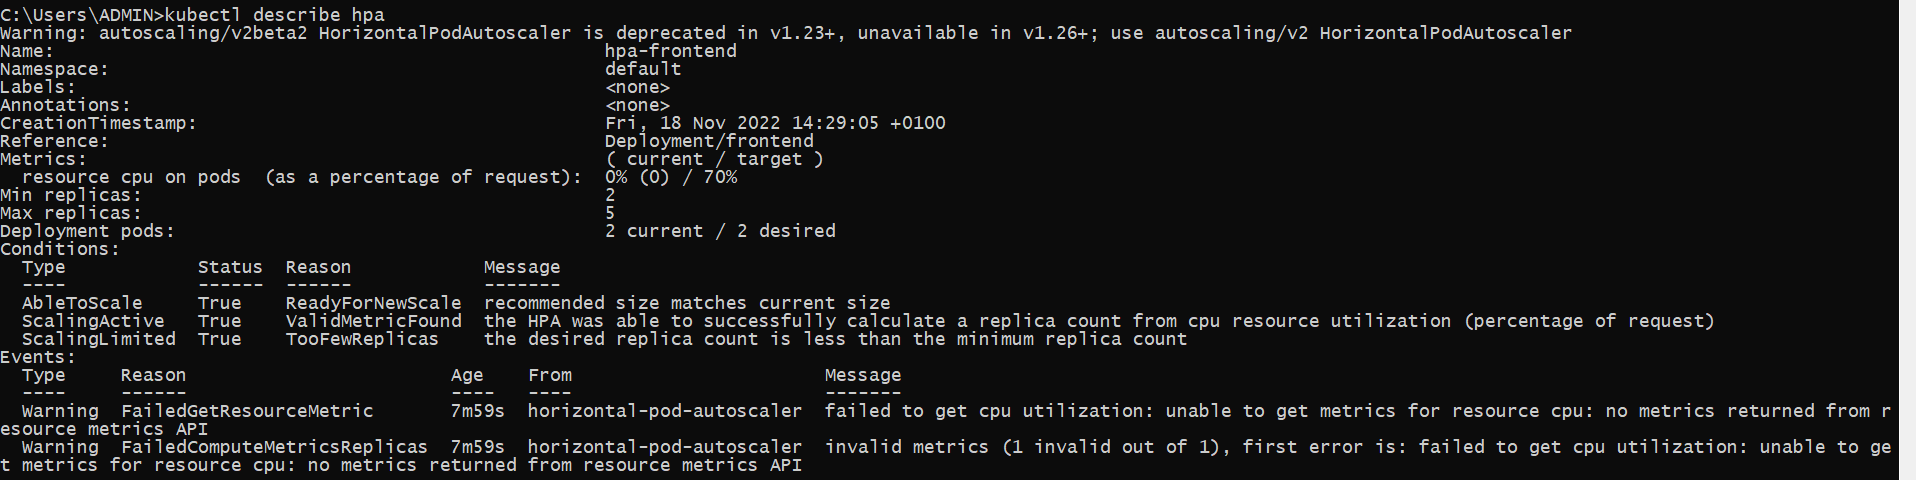 C:\Users\ADMIN>kubectl describe hpa
Warning: autoscaling/v2beta2 HorizontalPodAutoscaler is deprecated in v1.23+, unavailable in v1.26+; use autoscaling/v2 HorizontalPodAutoscaler
Name:                                                  hpa-frontend
Namespace:                                             default
Labels:                                                <none>
Annotations:                                           <none>
CreationTimestamp:                                     Fri, 18 Nov 2022 14:29:05 +0100
Reference:                                             Deployment/frontend
Metrics:                                               ( current / target )
  resource cpu on pods  (as a percentage of request):  0% (0) / 70%
Min replicas:                                          2
Max replicas:                                          5
Deployment pods:                                       2 current / 2 desired
Conditions:
  Type            Status  Reason            Message
  ----            ------  ------            -------
  AbleToScale     True    ReadyForNewScale  recommended size matches current size
  ScalingActive   True    ValidMetricFound  the HPA was able to successfully calculate a replica count from cpu resource utilization (percentage of request)
  ScalingLimited  True    TooFewReplicas    the desired replica count is less than the minimum replica count
Events:
  Type     Reason                        Age    From                       Message
  ----     ------                        ----   ----                       -------
  Warning  FailedGetResourceMetric       7m59s  horizontal-pod-autoscaler  failed to get cpu utilization: unable to get metrics for resource cpu: no metrics returned from r
esource metrics API
  Warning  FailedComputeMetricsReplicas  7m59s  horizontal-pod-autoscaler  invalid metrics (1 invalid out of 1), first error is: failed to get cpu utilization: unable to ge
t metrics for resource cpu: no metrics returned from resource metrics API